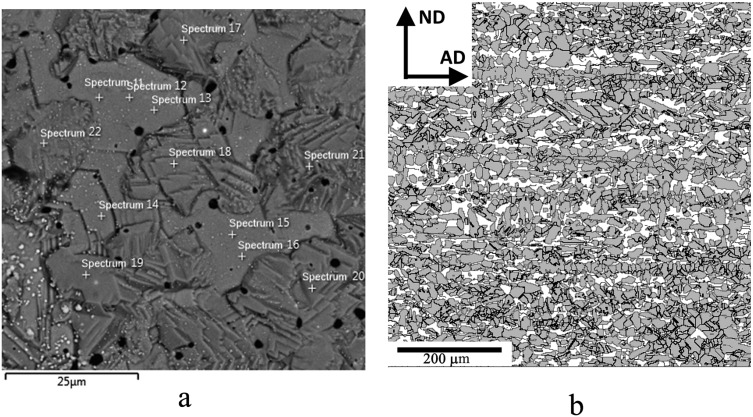 Spectrum 17
Spectrum 11
Spectrum 12
Spectrum 13
Spectrum 22
Spectrum 18
Spectrum 21
Spectrum 14
Spectrum 15
Spectrum 16
Spectrum 19
Spectrum 20
25μm
a
ND
AD
200 μm
b